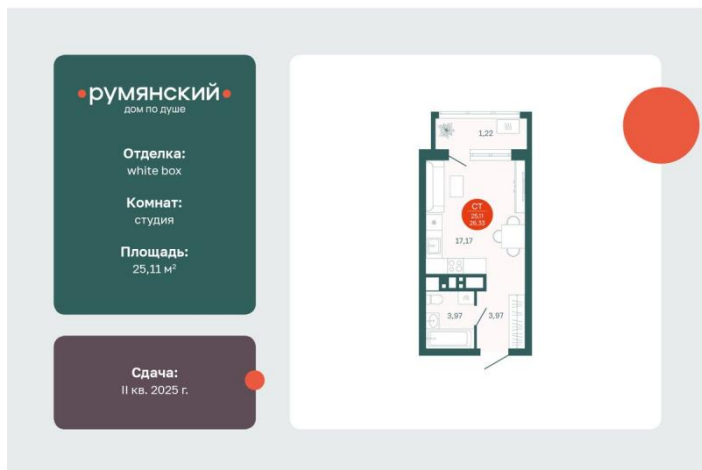 •румянский•
дом по душе
Отделка:
white box
Комнат:
студия
Площадь:
25,11 м²
Сдача:
II кв. 2025 г.
1,22
СТ
25,11
26,33
17,17
3,97
3,97